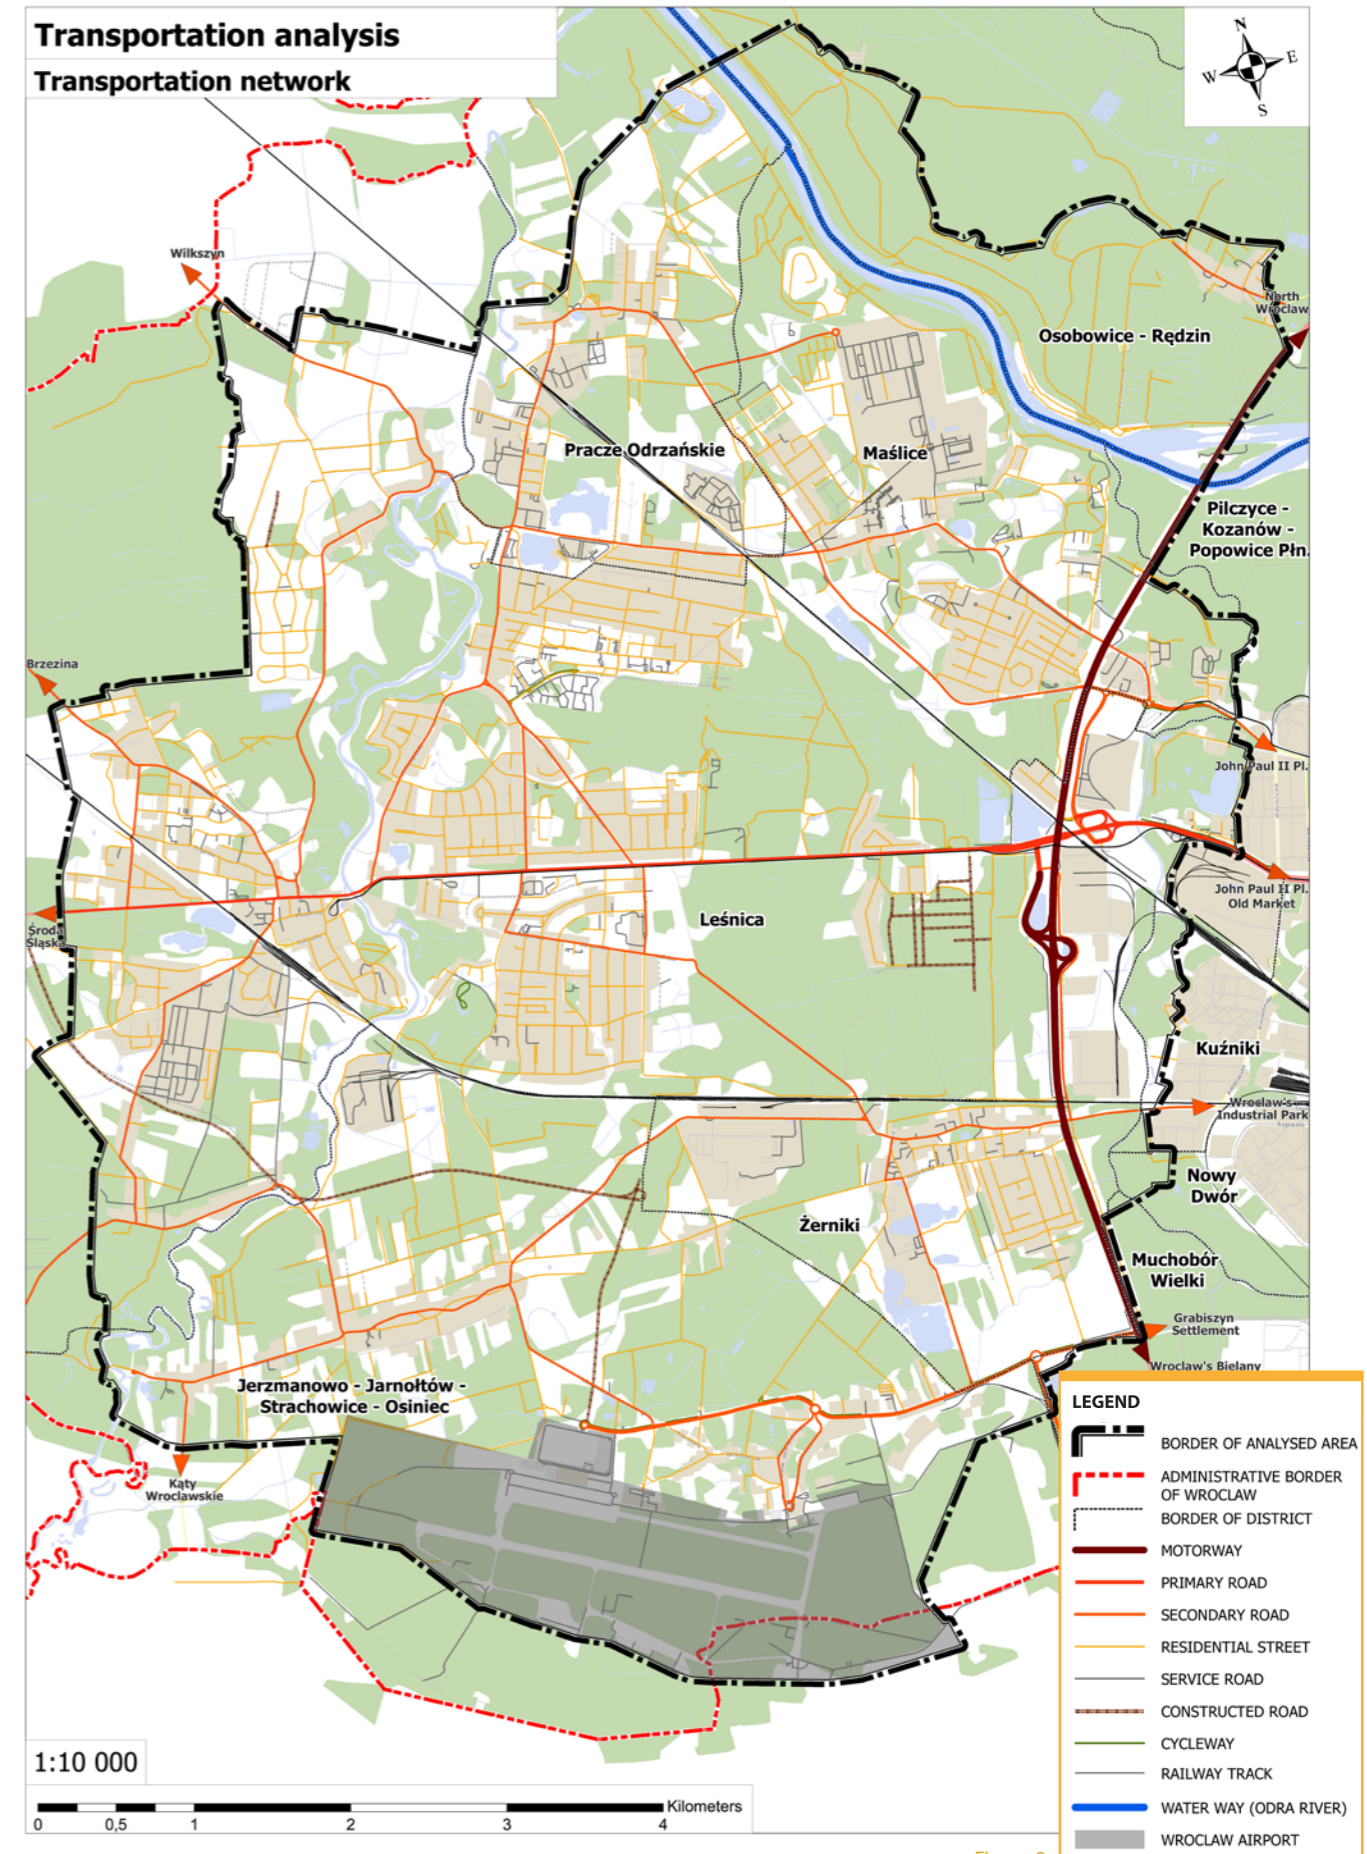 Transportation analysis
Transportation network
N
W
E
S
Wilkszyn
North
Wroclaw
Osobowice - Rędzin
Pracze Odrzańskie
Maślice
Pilczyce -
Kozanów -
Popowice Płn.
Brzezina
John Paul II Pl.
John Paul II Pl.
Old Market
Leśnica
Środa
Śląska
Kuźniki
Wroclaw's
Industrial Park
Nowy
Dwór
Żerniki
Muchobór
Wielki
Grabiszyn
Settlement
Wroclaw's Bielany
Jerzmanowo - Jarnołtów -
Strachowice - Osiniec
Kąty
Wroclawskie
LEGEND
BORDER OF ANALYSED AREA
ADMINISTRATIVE BORDER
OF WROCLAW
BORDER OF DISTRICT
MOTORWAY
PRIMARY ROAD
SECONDARY ROAD
RESIDENTIAL STREET
SERVICE ROAD
CONSTRUCTED ROAD
CYCLEWAY
RAILWAY TRACK
WATER WAY (ODRA RIVER)
WROCLAW AIRPORT
1:10 000
Kilometers
0 0,5 1 2 3 4